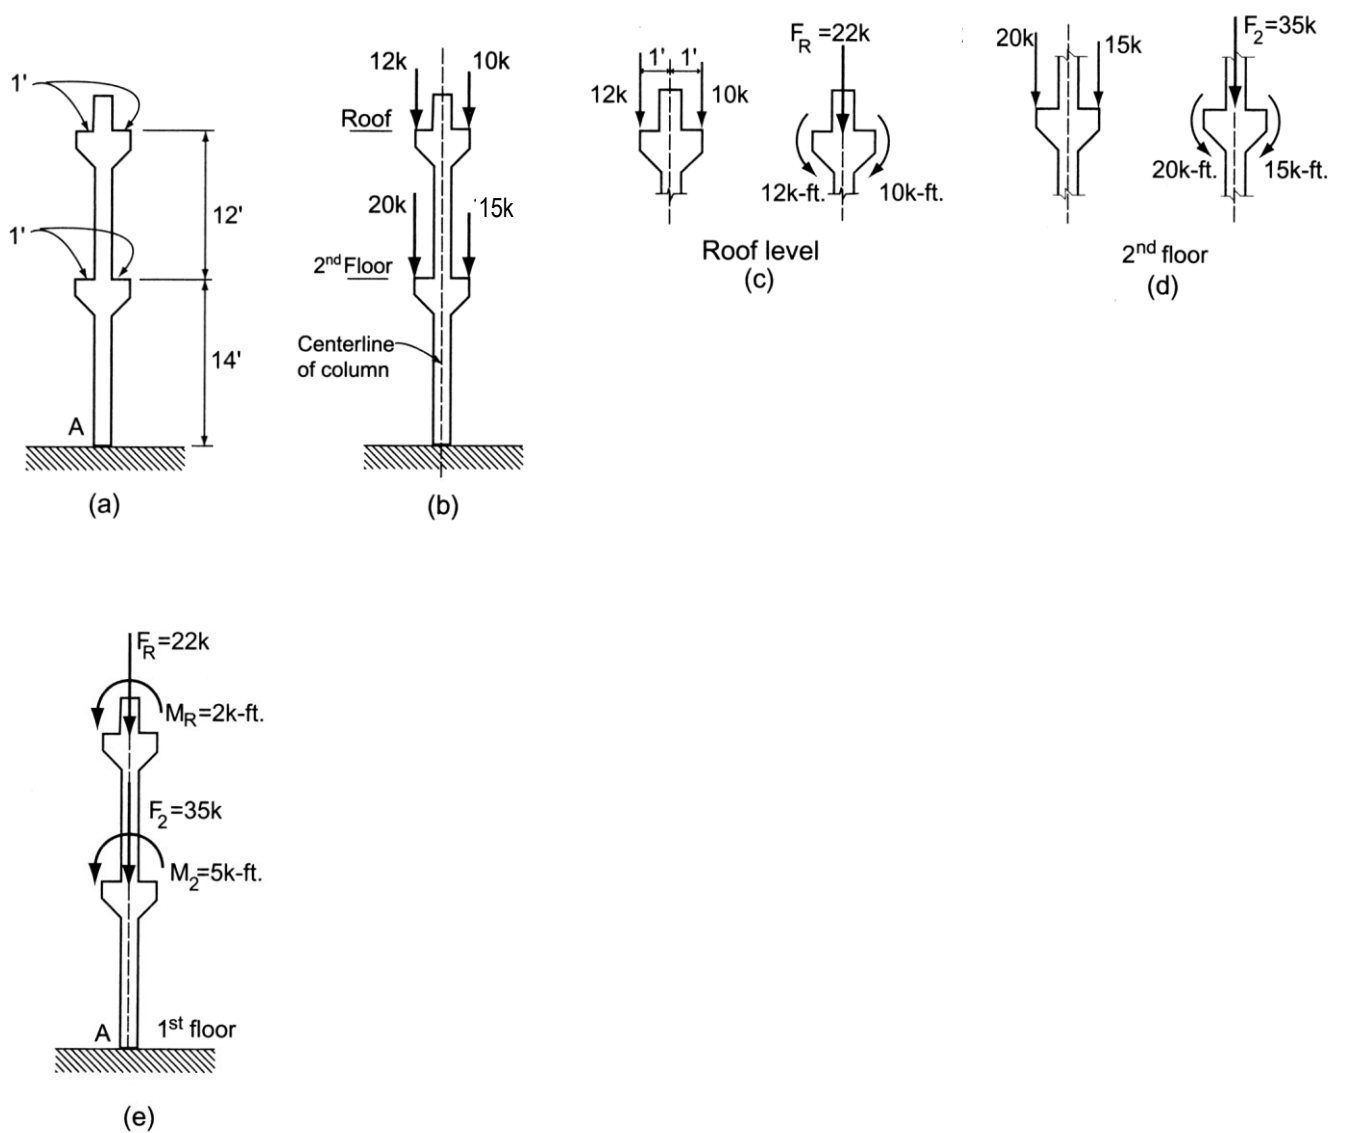 1'
1'
12'
14'
A
(a)
12k
10k
Roof
20k
15k
2nd Floor
Centerline
of column
(b)
1' 1'
12k
10k
FR =22k
12k-ft.
10k-ft.
Roof level
(c)
20k
15k
F2=35k
20k-ft.
15k-ft.
2nd floor
(d)
FR=22k
MR=2k-ft.
F2=35k
M2=5k-ft.
A
1st floor
(e)